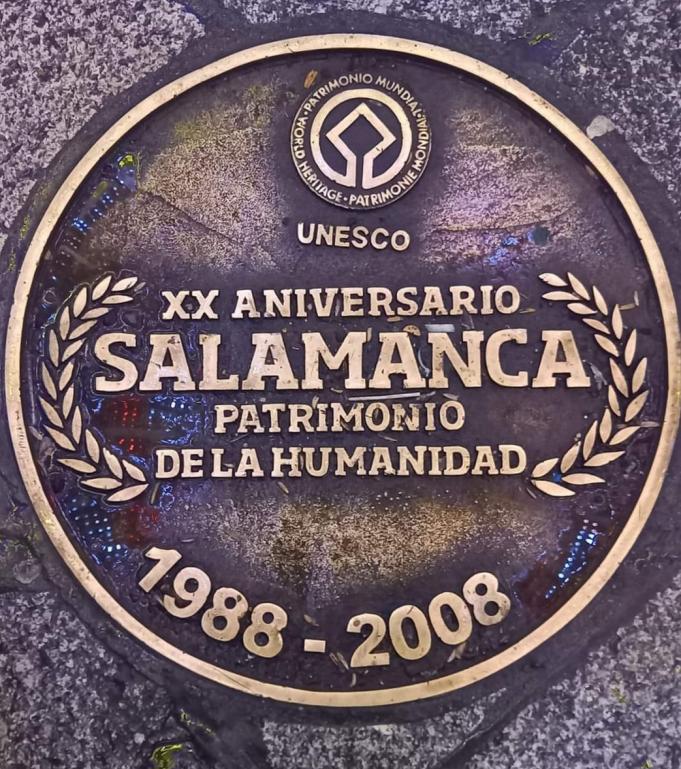 ·PATRIMONIO MUNDIAL·
WORLD HERITAGE·PATRIMOINE MONDIAL
UNESCO
XX ANIVERSARIO
SALAMANCA
PATRIMONIO
DE LA HUMANIDAD
1988 - 2008